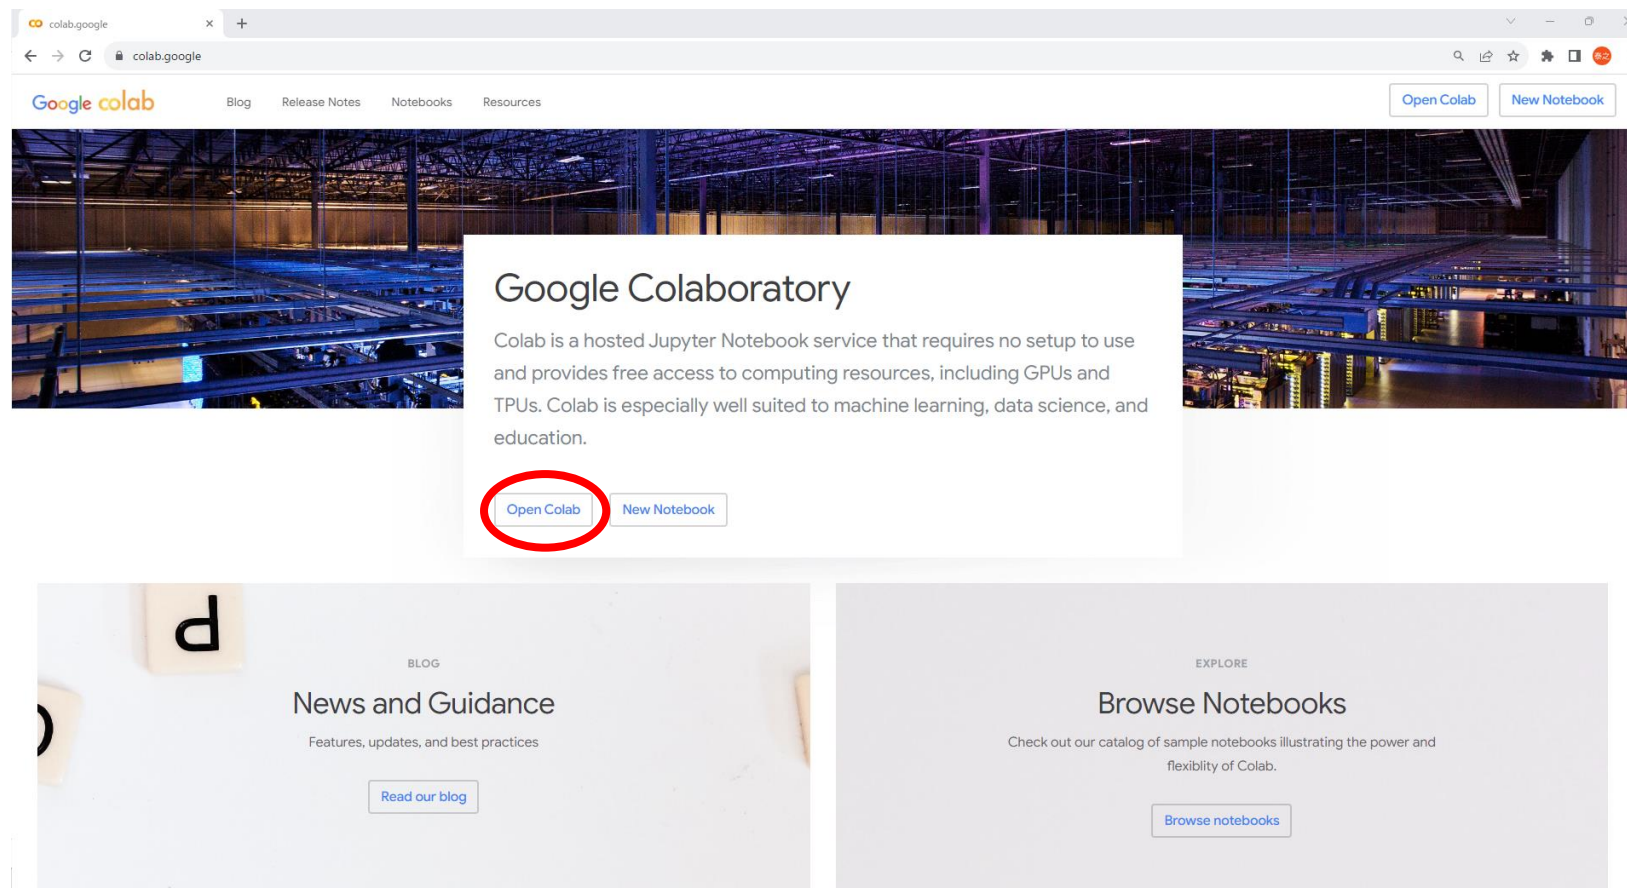 colab.google
colab.google
Google colab
Blog
Release Notes
Notebooks
Resources
Open Colab
New Notebook
Google Colaboratory
Colab is a hosted Jupyter Notebook service that requires no setup to use
and provides free access to computing resources, including GPUs and
TPUs. Colab is especially well suited to machine learning, data science, and
education.
Open Colab
New Notebook
d
BLOG
News and Guidance
Features, updates, and best practices
Read our blog
EXPLORE
Browse Notebooks
Check out our catalog of sample notebooks illustrating the power and
flexiblity of Colab.
Browse notebooks